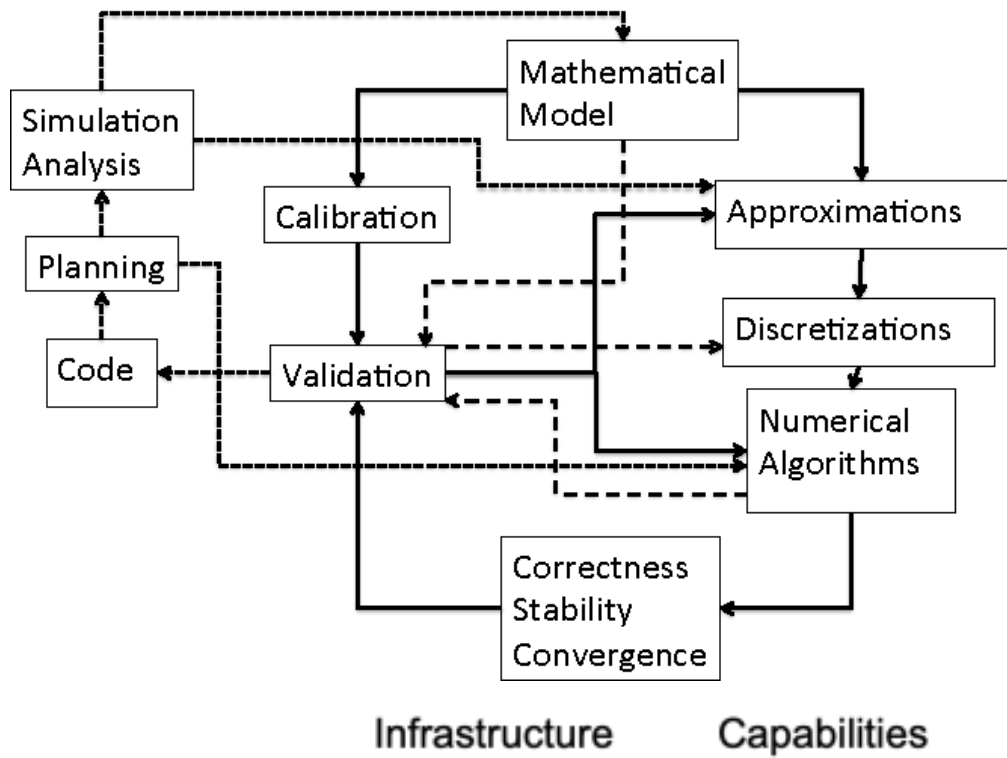 Mathematical
Model
Simulation
Analysis
Calibration
Approximations
Planning
Discretizations
Code
Validation
Numerical
Algorithms
Correctness
Stability
Convergence
Infrastructure
Capabilities